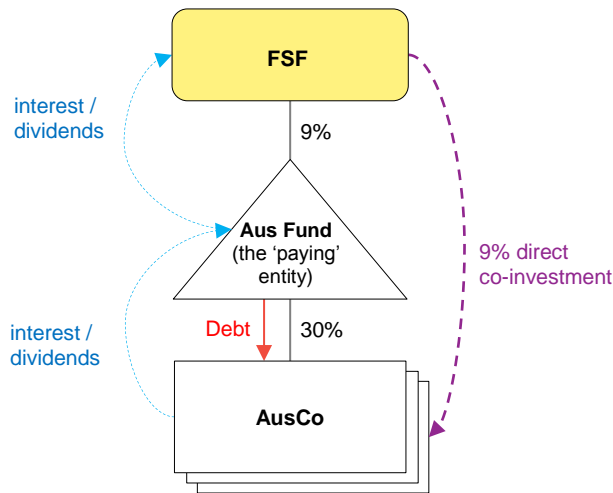 FSF
interest /
dividends
9%
Aus Fund
(the ‘paying’
entity)
9% direct
co-investment
interest /
dividends
Debt
30%
AusCo